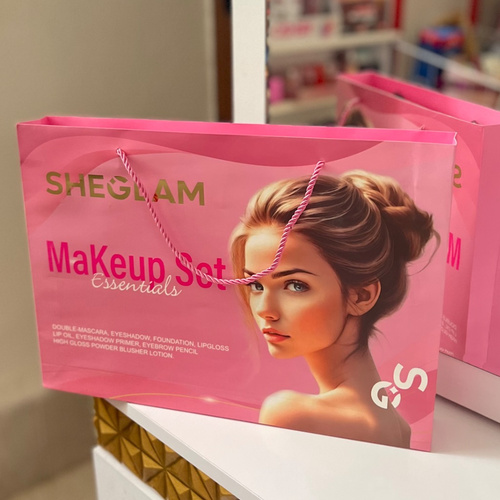 SHEGLAM
MaKeup Set
Essentials
DOUBLE-MASCARA, EYESHADOW, FOUNDATION, LIPGLOSS
LIP OIL, EYESHADOW PRIMER, EYEBROW PENCIL
HIGH GLOSS POWDER BLUSHER LOTION
GS